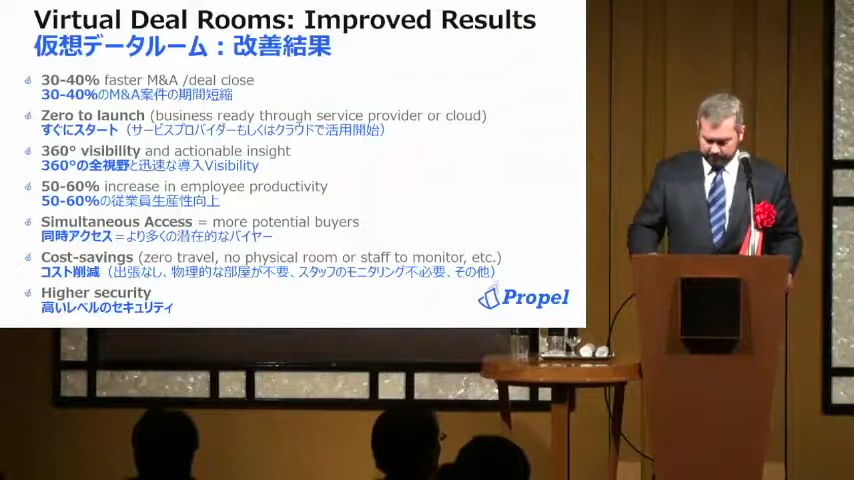 Virtual Deal Rooms: Improved Results
仮想データルーム：改善結果
30-40% faster M&A /deal close
30-40%のM&A案件の期間短縮
Zero to launch (business ready through service provider or cloud)
すぐにスタート（サービスプロバイダーもしくはクラウドで活用開始）
360° visibility and actionable insight
360°の全視野と迅速な導入Visibility
50-60% increase in employee productivity
50-60%の従業員生産性向上
Simultaneous Access = more potential buyers
同時アクセス＝より多くの潜在的なバイヤー
Cost-savings (zero travel, no physical room or staff to monitor, etc.)
コスト削減（出張なし、物理的な部屋が不要、スタッフのモニタリング不必要、その他）
Higher security
高いレベルのセキュリティ
Propel